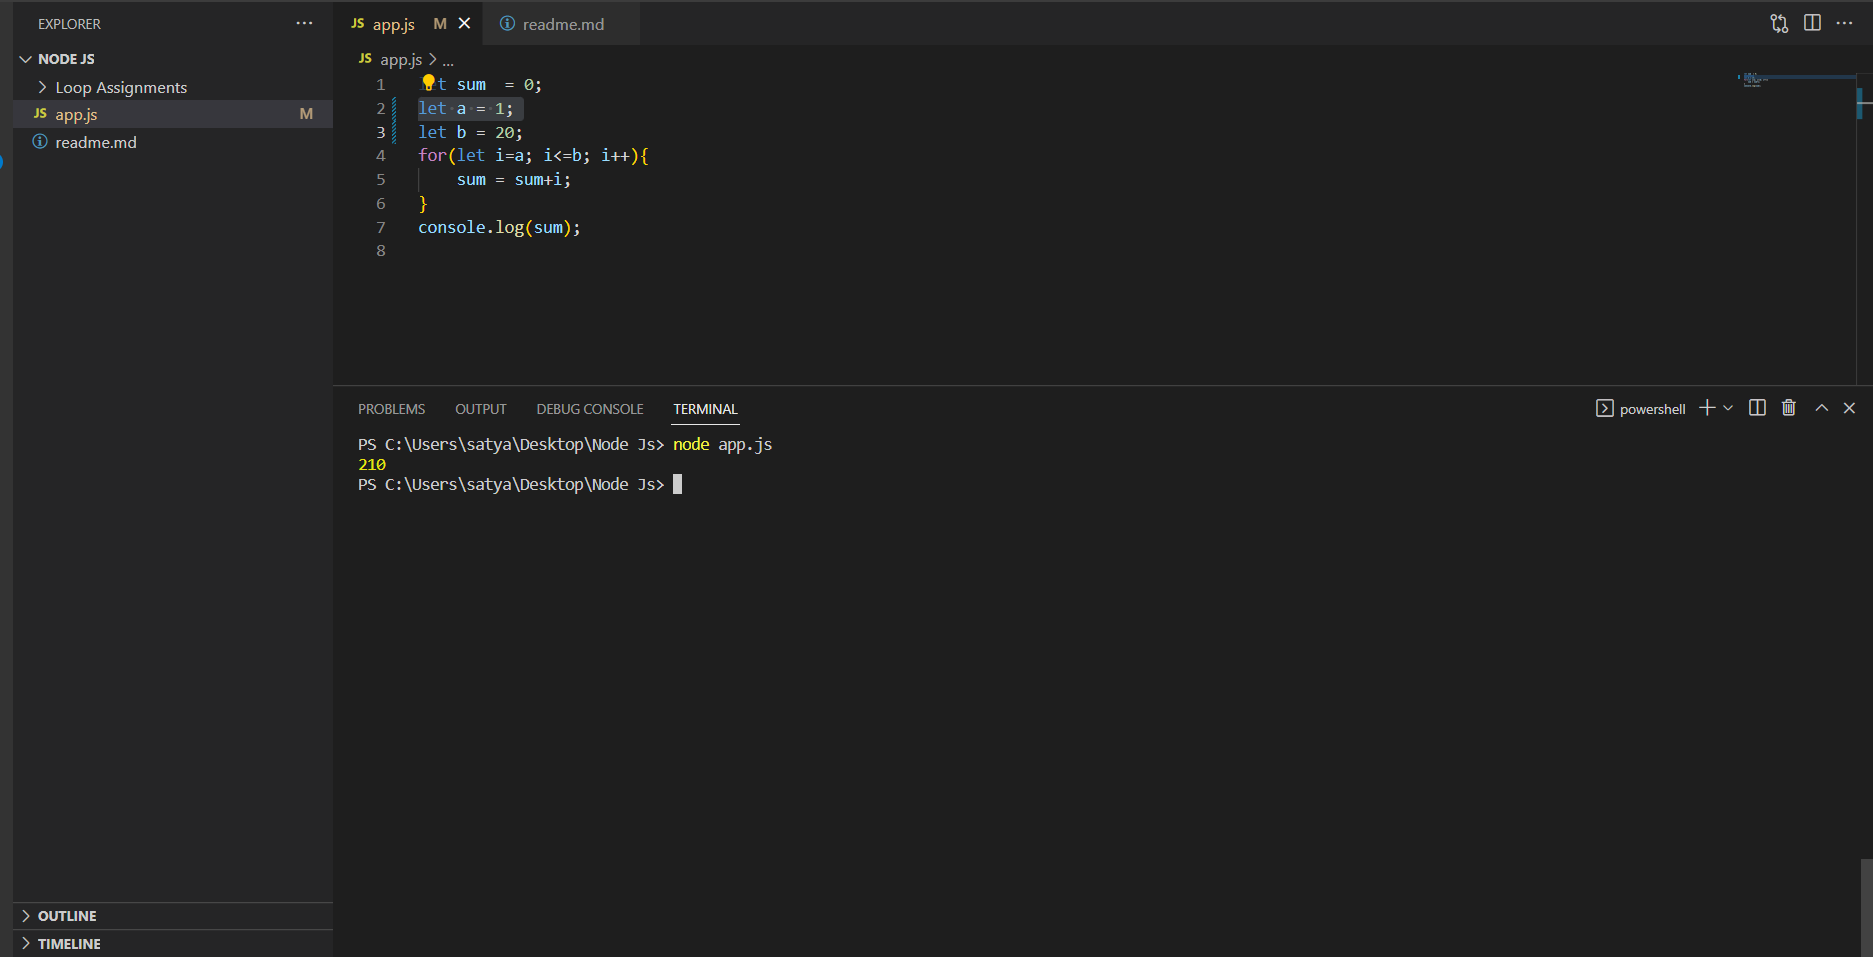 EXPLORER
NODE JS
Loop Assignments
JS app.js M
readme.md
OUTLINE
TIMELINE
JS app.js M
readme.md
JS app.js > ...
1 t sum  = 0;
2 let a = 1;
3 let b = 20;
4 for(let i=a; i<=b; i++){
5     sum = sum+i;
6 }
7 console.log(sum);
8
PROBLEMS OUTPUT DEBUG CONSOLE TERMINAL
powershell
PS C:\Users\satya\Desktop\Node Js> node app.js
210
PS C:\Users\satya\Desktop\Node Js>